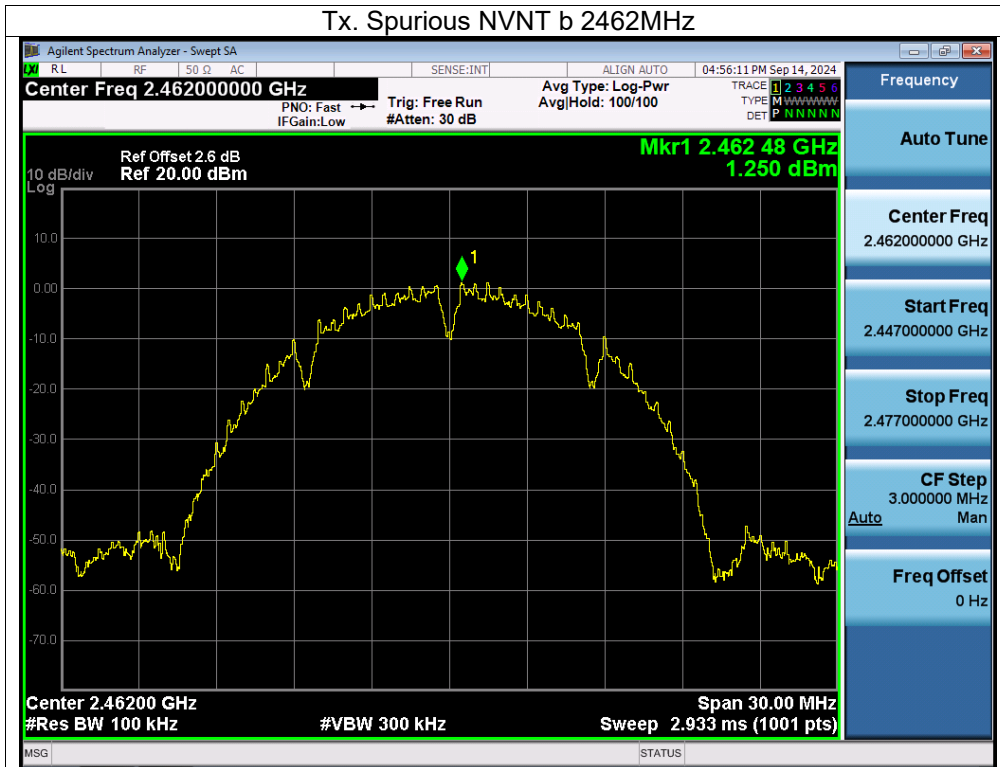 Tx. Spurious NVNT b 2462MHz
Agilent Spectrum Analyzer - Swept SA
LXI RL RF 50 Ω AC SENSE:INT ALIGN AUTO 04:56:11 PM Sep 14, 2024
Center Freq 2.462000000 GHz
PNO: Fast
IFGain:Low
Trig: Free Run
#Atten: 30 dB
Avg Type: Log-Pwr
Avg|Hold: 100/100
TRACE 1 2 3 4 5 6
TYPE M WWWWW
DET P N N N N N
Ref Offset 2.6 dB
Ref 20.00 dBm
10 dB/div
Log
Mkr1 2.462 48 GHz
1.250 dBm
1
10.0
0.00
-10.0
-20.0
-30.0
-40.0
-50.0
-60.0
-70.0
Center 2.46200 GHz
Span 30.00 MHz
#Res BW 100 kHz
#VBW 300 kHz
Sweep 2.933 ms (1001 pts)
MSG
STATUS
Frequency
Auto Tune
Center Freq
2.462000000 GHz
Start Freq
2.447000000 GHz
Stop Freq
2.477000000 GHz
CF Step
3.000000 MHz
Auto Man
Freq Offset
0 Hz